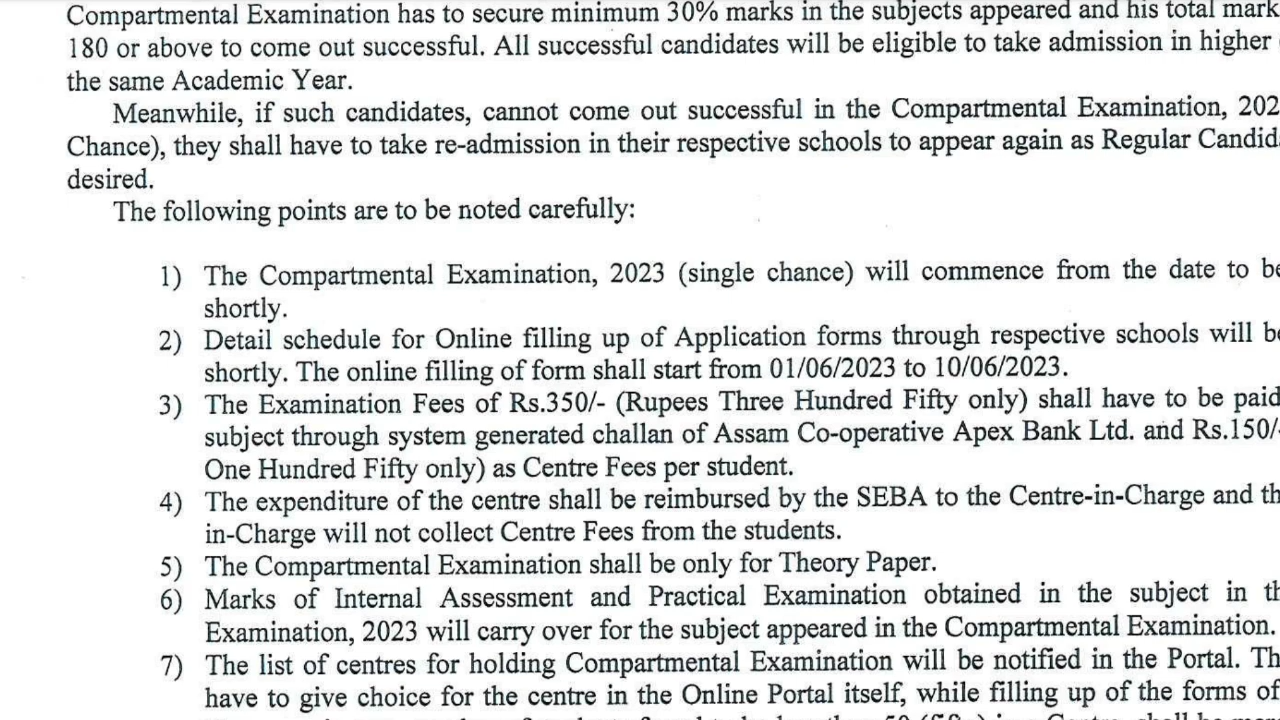 Compartmental Examination has to secure minimum 30% marks in the subjects appeared and his total mark
180 or above to come out successful. All successful candidates will be eligible to take admission in higher
the same Academic Year.
Meanwhile, if such candidates, cannot come out successful in the Compartmental Examination, 202
Chance), they shall have to take re-admission in their respective schools to appear again as Regular Candid
desired.
The following points are to be noted carefully:
1) The Compartmental Examination, 2023 (single chance) will commence from the date to be
shortly.
2) Detail schedule for Online filling up of Application forms through respective schools will be
shortly. The online filling of form shall start from 01/06/2023 to 10/06/2023.
3) The Examination Fees of Rs.350/- (Rupees Three Hundred Fifty only) shall have to be paid
subject through system generated challan of Assam Co-operative Apex Bank Ltd. and Rs.150/-
One Hundred Fifty only) as Centre Fees per student.
4) The expenditure of the centre shall be reimbursed by the SEBA to the Centre-in-Charge and th
in-Charge will not collect Centre Fees from the students.
5) The Compartmental Examination shall be only for Theory Paper.
6) Marks of Internal Assessment and Practical Examination obtained in the subject in th
Examination, 2023 will carry over for the subject appeared in the Compartmental Examination.
7) The list of centres for holding Compartmental Examination will be notified in the Portal. Th
have to give choice for the centre in the Online Portal itself, while filling up of the forms of